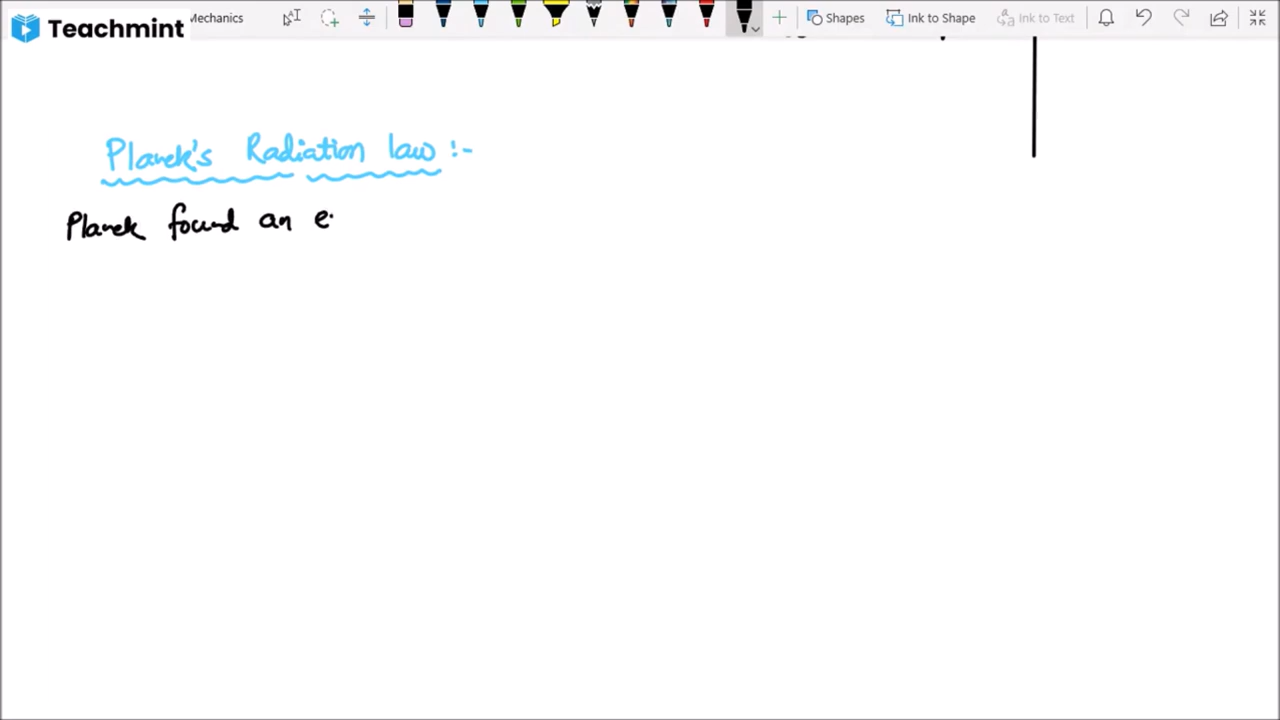 Mechanics
Shapes
Ink to Shape
Ink to Text
Teachmint
Planck's Radiation law :-
Planck found an e